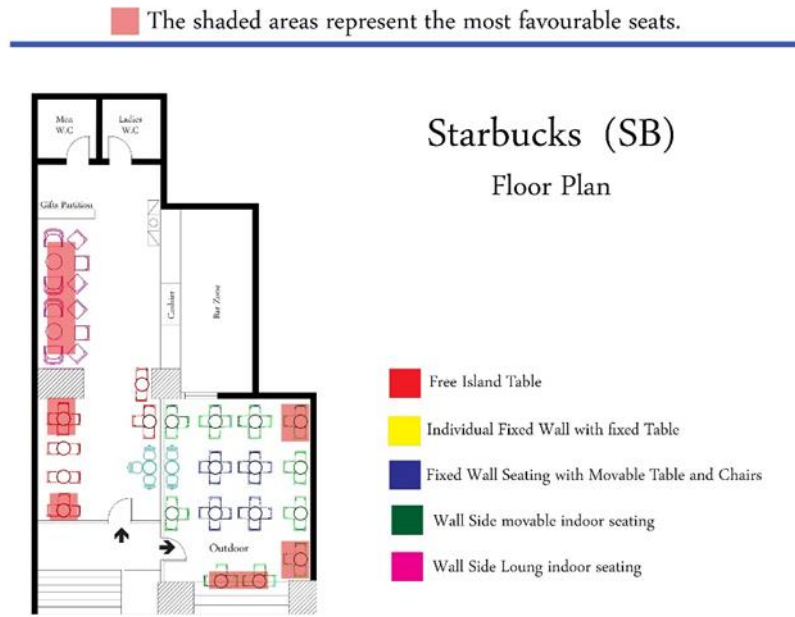 The shaded areas represent the most favourable seats.
Starbucks (SB)
Floor Plan
Men
W.C
Ladies
W.C
Gifts Partition
Cashier
Bar Zone
Outdoor
Free Island Table
Individual Fixed Wall with fixed Table
Fixed Wall Seating with Movable Table and Chairs
Wall Side movable indoor seating
Wall Side Loung indoor seating